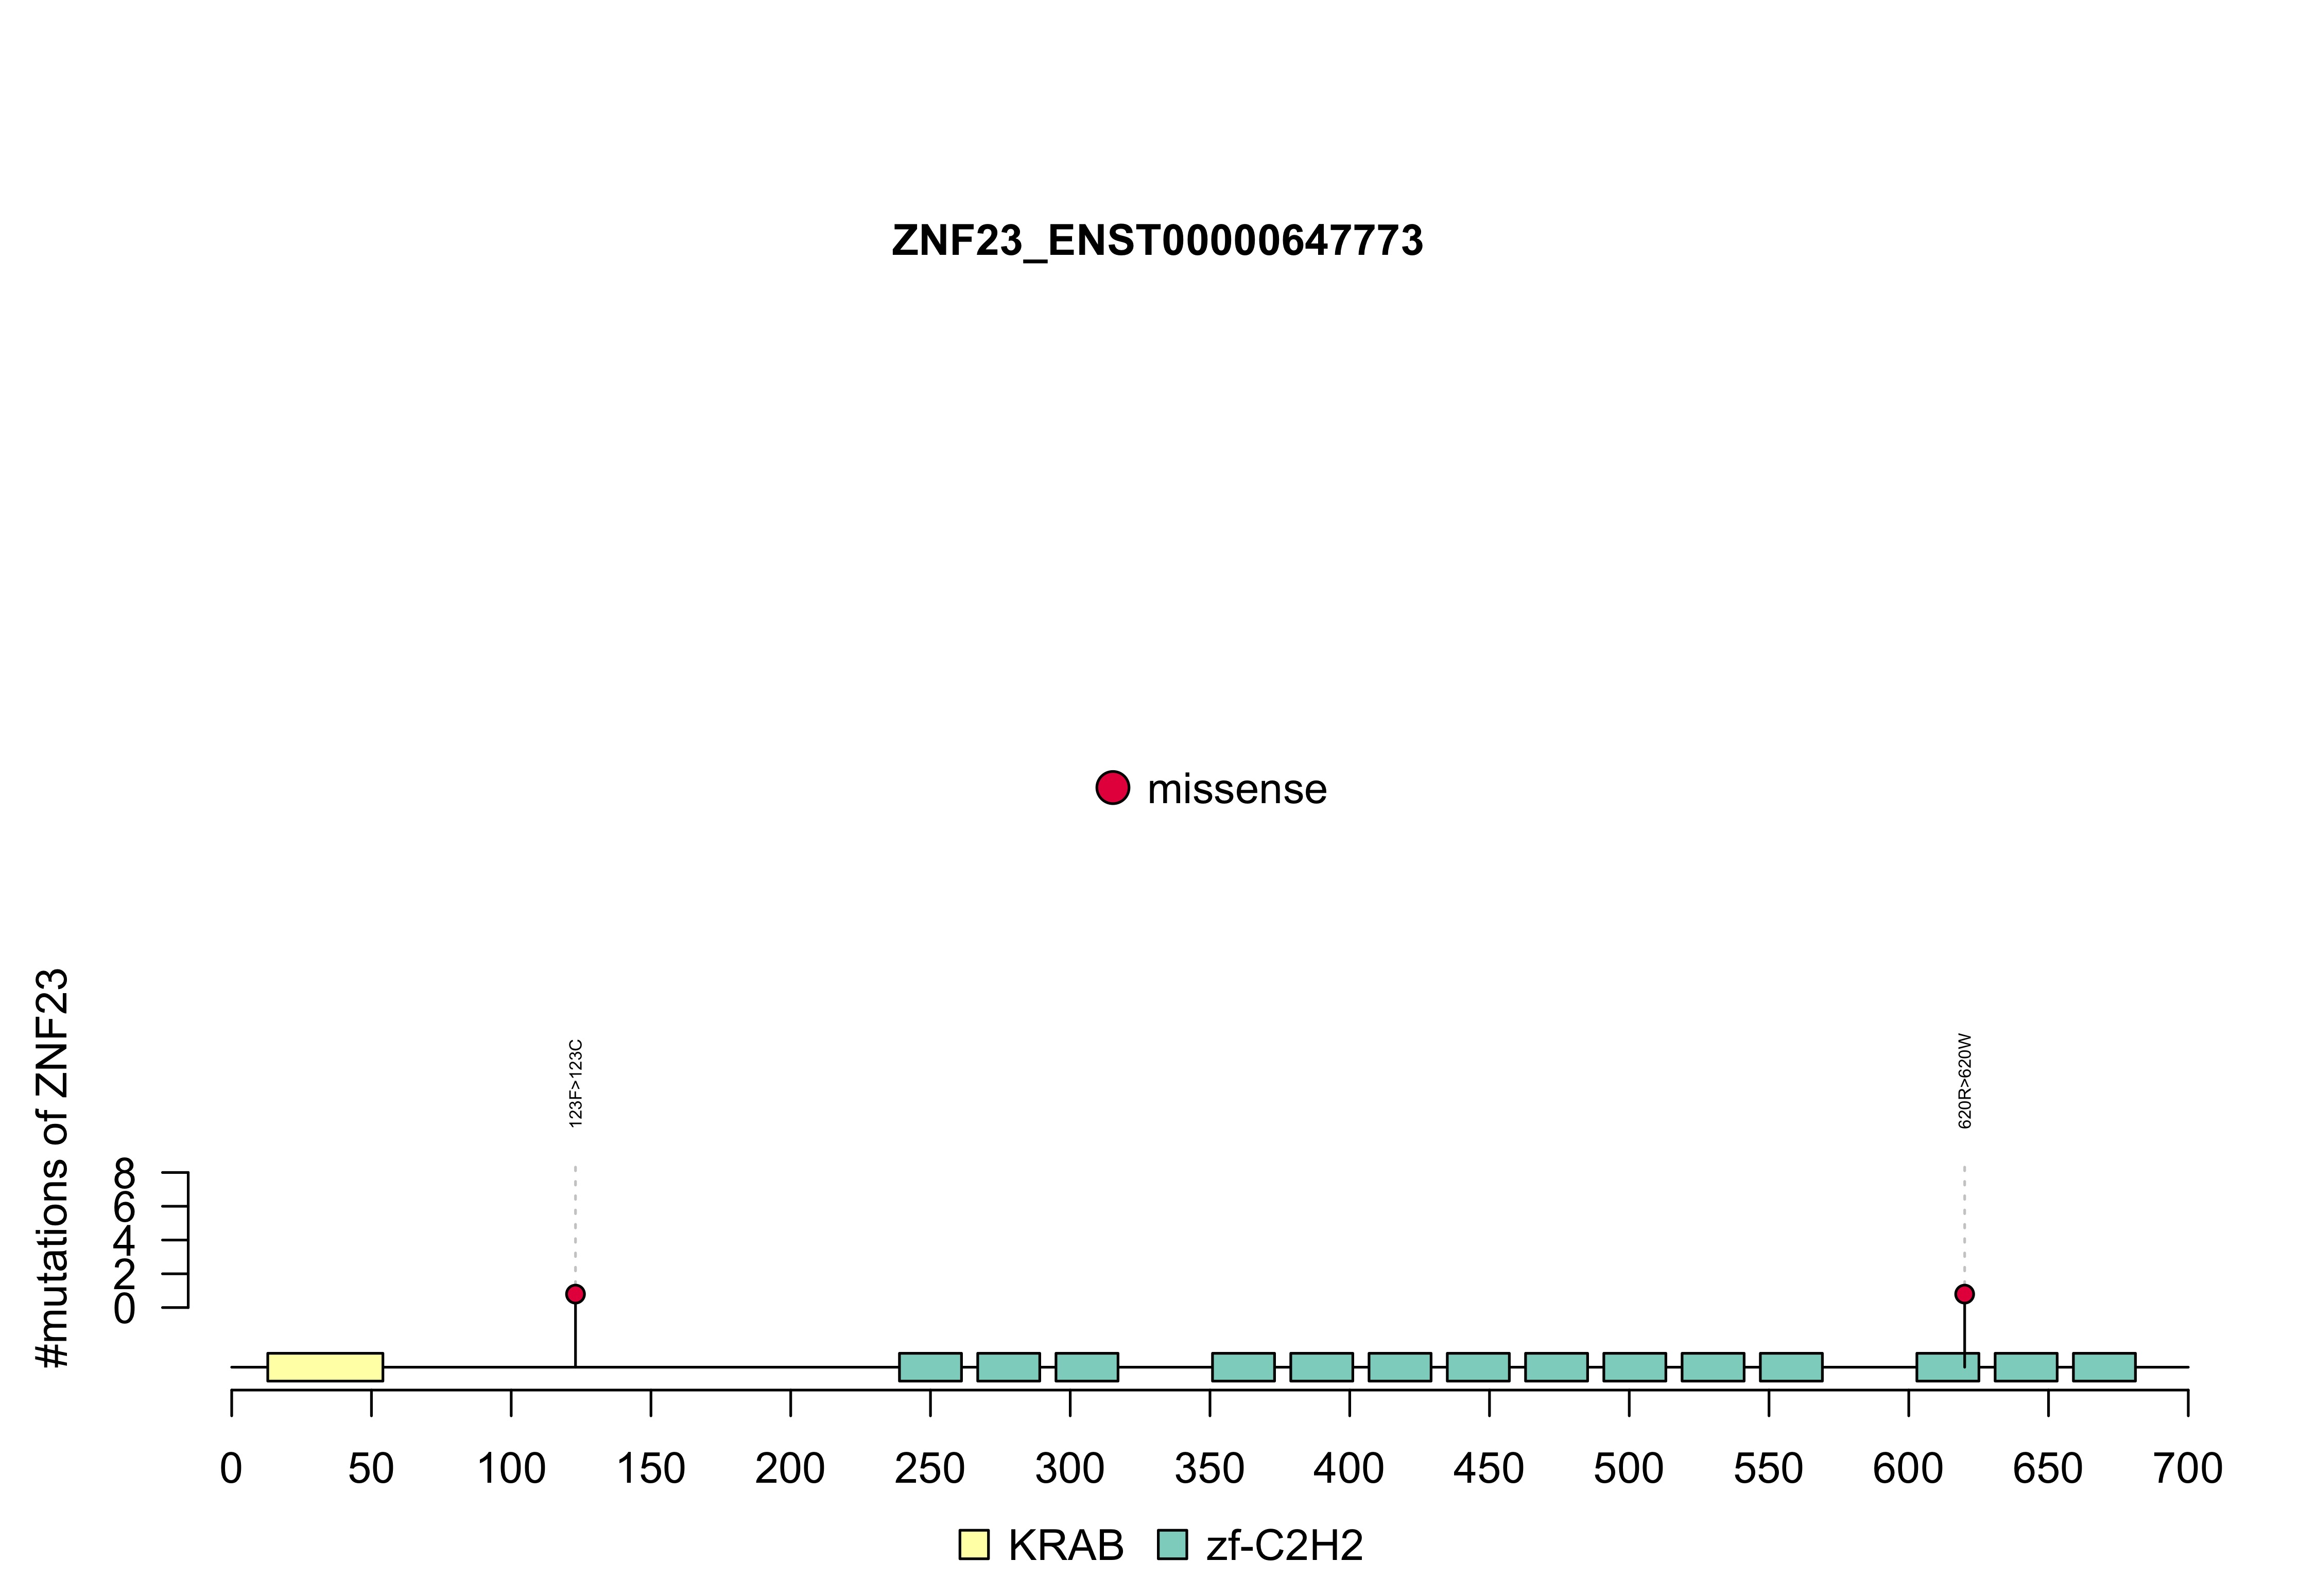 ZNF23_ENST00000647773
missense
#mutations of ZNF23
123F>123C
620R>620W
8
6
4
2
0
0 50 100 150 200 250 300 350 400 450 500 550 600 650 700
KRAB zf-C2H2